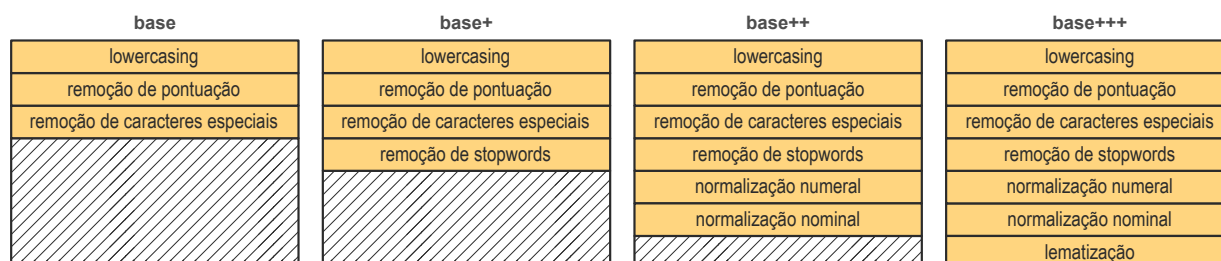 base
lowercasing
remoção de pontuação
remoção de caracteres especiais
base+
lowercasing
remoção de pontuação
remoção de caracteres especiais
remoção de stopwords
base++
lowercasing
remoção de pontuação
remoção de caracteres especiais
remoção de stopwords
normalização numeral
normalização nominal
base+++
lowercasing
remoção de pontuação
remoção de caracteres especiais
remoção de stopwords
normalização numeral
normalização nominal
lematização